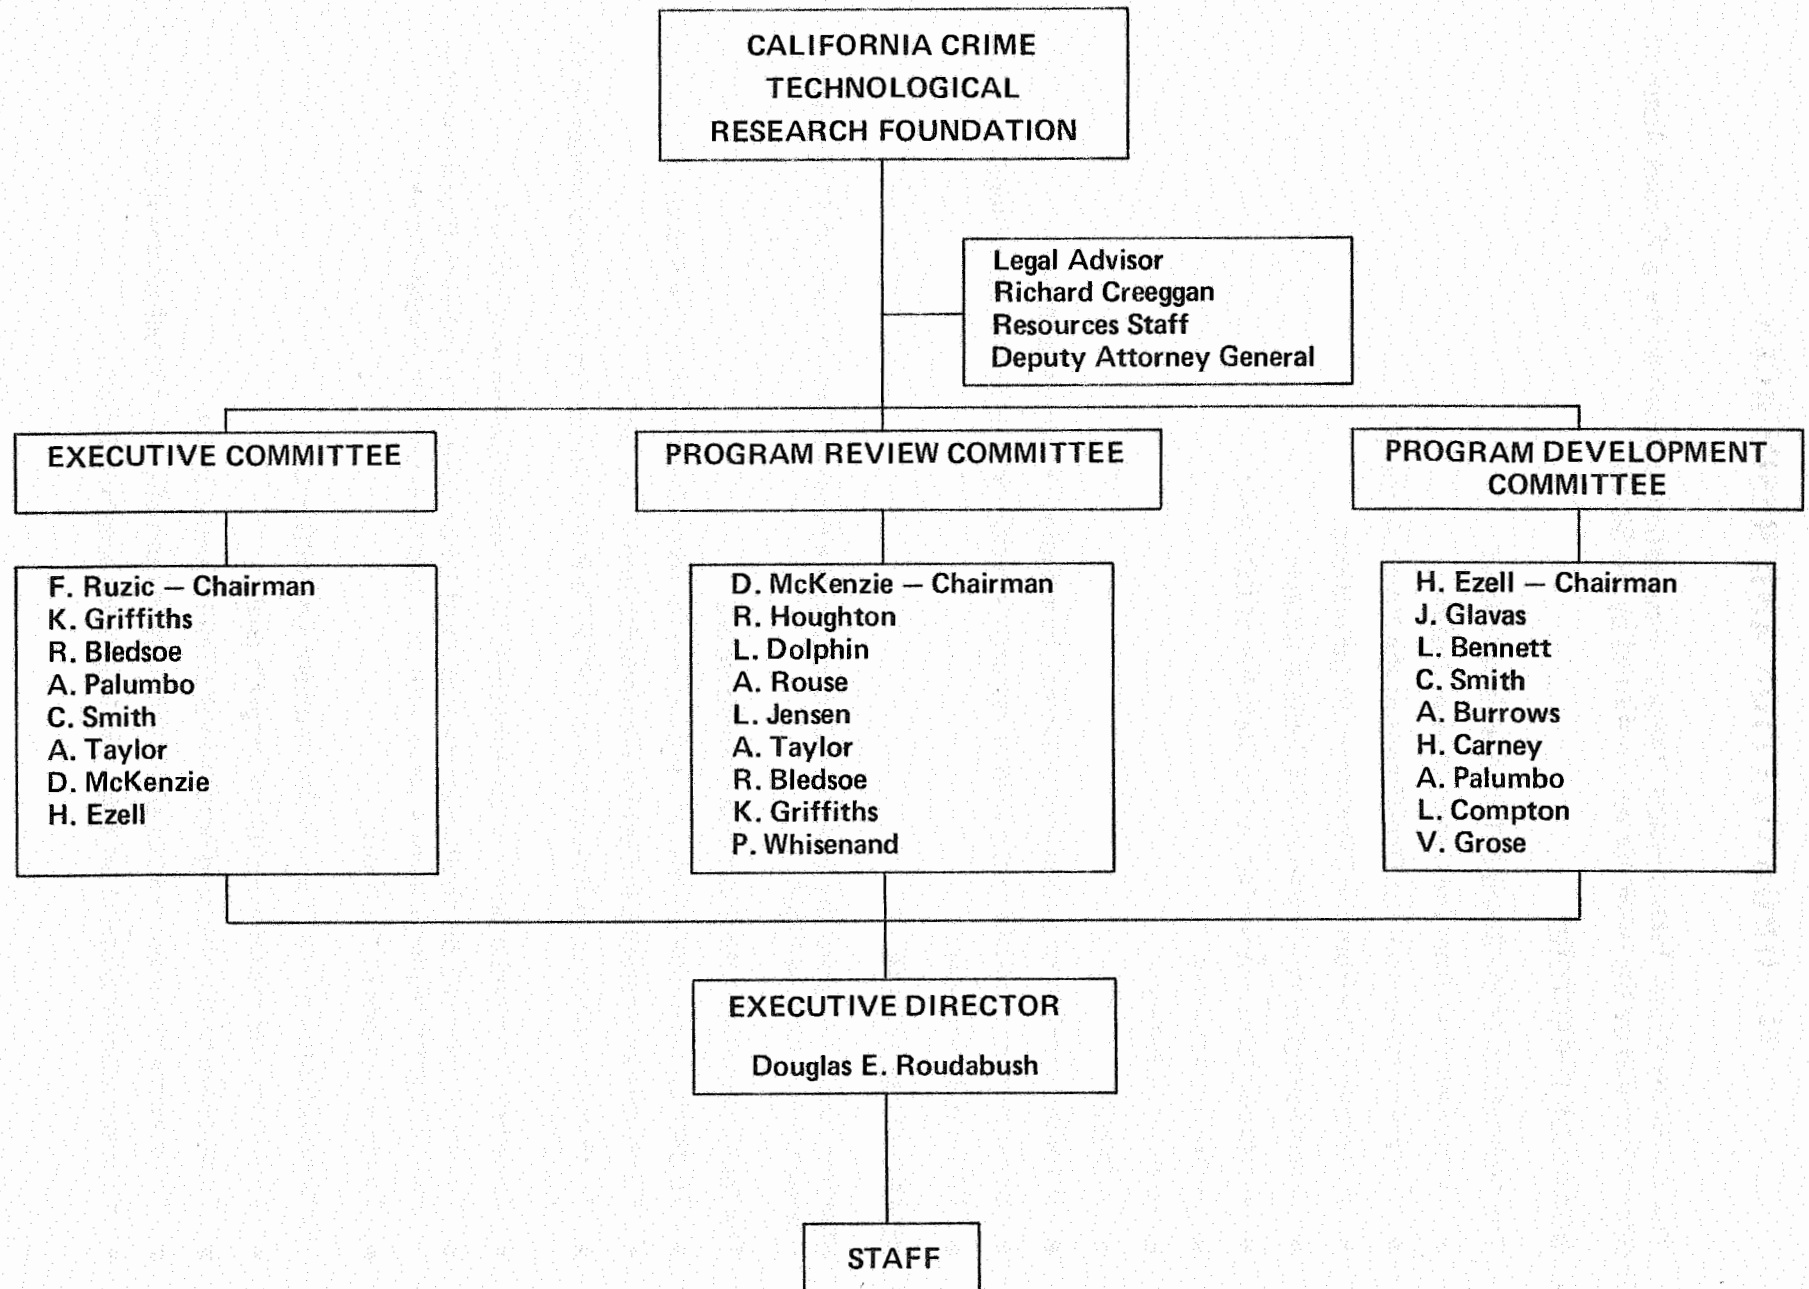 CALIFORNIA CRIME
TECHNOLOGICAL
RESEARCH FOUNDATION
Legal Advisor
Richard Creeggan
Resources Staff
Deputy Attorney General
EXECUTIVE COMMITTEE
F. Ruzic — Chairman
K. Griffiths
R. Bledsoe
A. Palumbo
C. Smith
A. Taylor
D. McKenzie
H. Ezell
PROGRAM REVIEW COMMITTEE
D. McKenzie — Chairman
R. Houghton
L. Dolphin
A. Rouse
L. Jensen
A. Taylor
R. Bledsoe
K. Griffiths
P. Whisenand
PROGRAM DEVELOPMENT
COMMITTEE
H. Ezell — Chairman
J. Glavas
L. Bennett
C. Smith
A. Burrows
H. Carney
A. Palumbo
L. Compton
V. Grose
EXECUTIVE DIRECTOR
Douglas E. Roudabush
STAFF